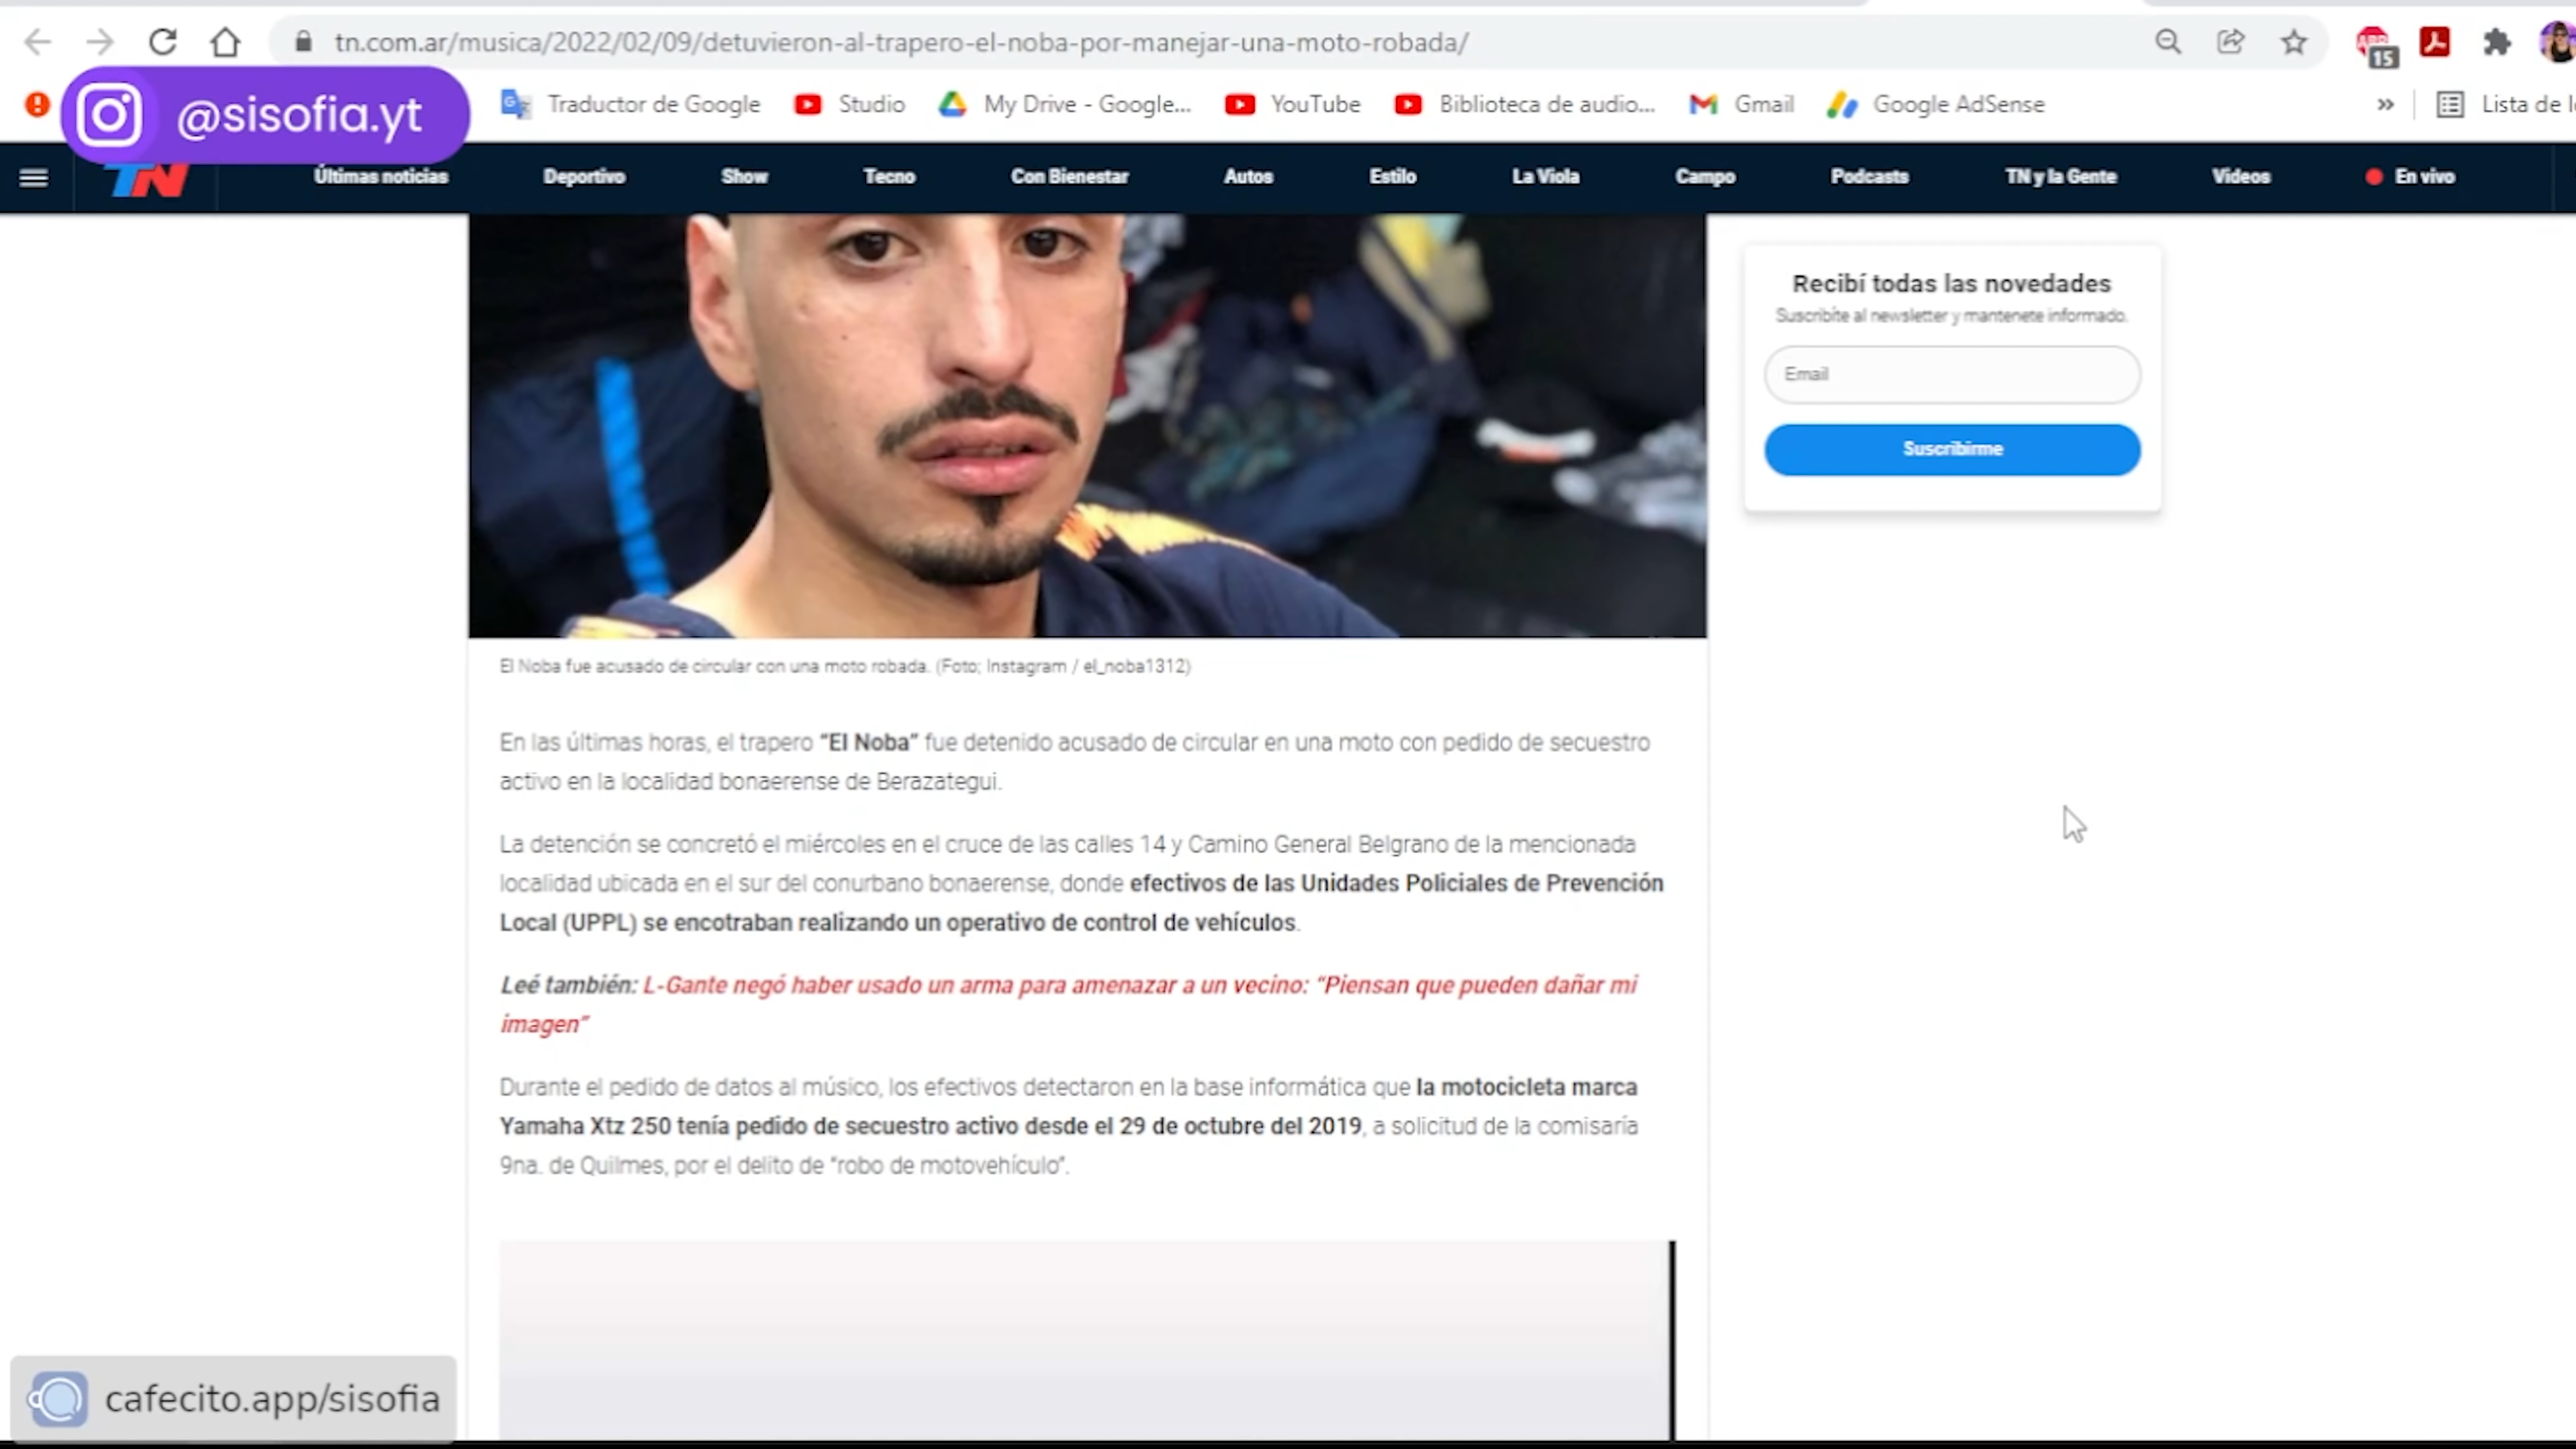 tn.com.ar/musica/2022/02/09/detuvieron-al-trapero-el-noba-por-manejar-una-moto-robada/
ABP
15
@sisofia.yt
Traductor de Google
Studio
My Drive - Google...
YouTube
Biblioteca de audio...
Gmail
Google AdSense
»
Lista de
TN
Últimas noticias
Deportivo
Show
Tecno
Con Bienestar
Autos
Estilo
La Viola
Campo
Podcasts
TN y la Gente
Videos
En vivo
Recibí todas las novedades
Suscribite al newsletter y mantenete informado.
Email
Suscribirme
El Noba fue acusado de circular con una moto robada. (Foto; Instagram / el_noba1312)
En las últimas horas, el trapero “El Noba” fue detenido acusado de circular en una moto con pedido de secuestro
activo en la localidad bonaerense de Berazategui.
La detención se concretó el miércoles en el cruce de las calles 14 y Camino General Belgrano de la mencionada
localidad ubicada en el sur del conurbano bonaerense, donde efectivos de las Unidades Policiales de Prevención
Local (UPPL) se encotraban realizando un operativo de control de vehículos.
Leé también: L-Gante negó haber usado un arma para amenazar a un vecino: “Piensan que pueden dañar mi
imagen”
Durante el pedido de datos al músico, los efectivos detectaron en la base informática que la motocicleta marca
Yamaha Xtz 250 tenía pedido de secuestro activo desde el 29 de octubre del 2019, a solicitud de la comisaría
9na. de Quilmes, por el delito de “robo de motovehículo”.
cafecito.app/sisofia